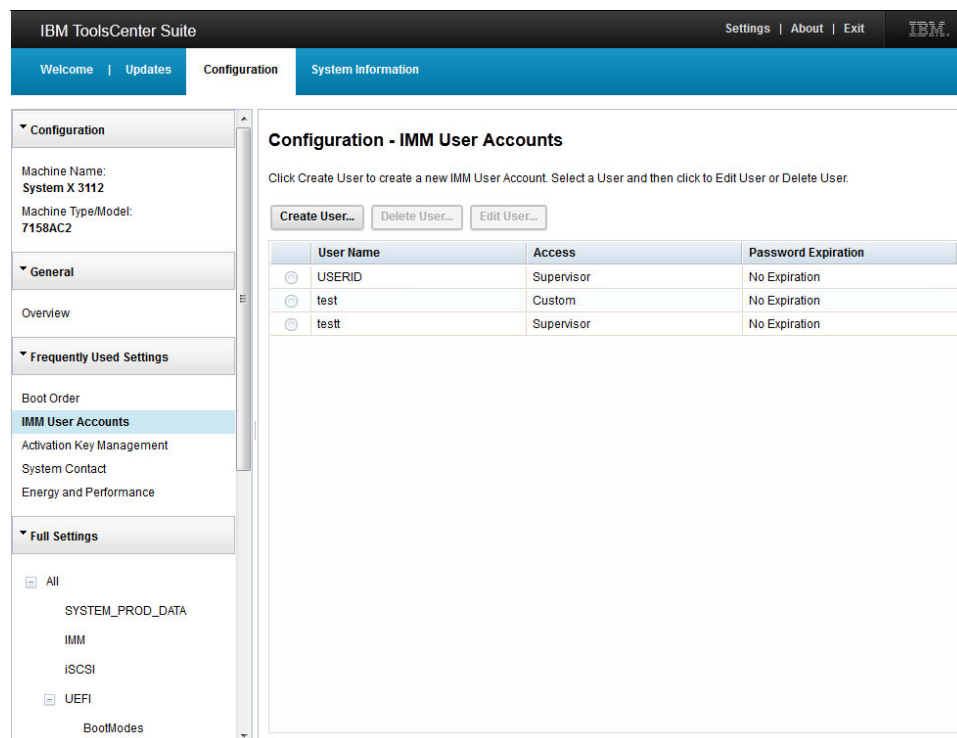 IBM ToolsCenter Suite
Settings | About | Exit
IBM.
Welcome | Updates
Configuration
System Information
Configuration
Machine Name:
System X 3112
Machine Type/Model:
7158AC2
General
Overview
Frequently Used Settings
Boot Order
IMM User Accounts
Activation Key Management
System Contact
Energy and Performance
Full Settings
All
SYSTEM_PROD_DATA
IMM
iSCSI
UEFI
BootModes
Configuration - IMM User Accounts
Click Create User to create a new IMM User Account. Select a User and then click to Edit User or Delete User.
Create User... Delete User... Edit User...
User Name Access Password Expiration
USERID Supervisor No Expiration
test Custom No Expiration
testt Supervisor No Expiration